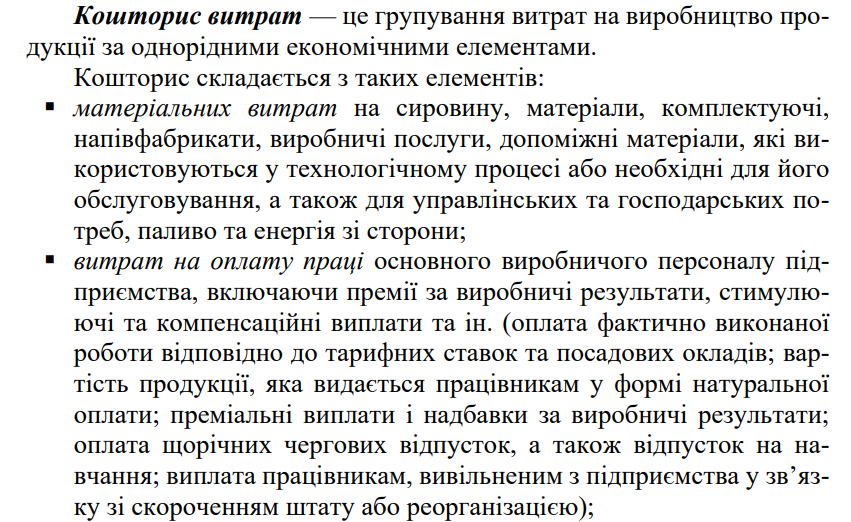 Кошторис витрат — це групування витрат на виробництво про-
дукції за однорідними економічними елементами.
Кошторис складається з таких елементів:
▪ матеріальних витрат на сировину, матеріали, комплектуючі,
напівфабрикати, виробничі послуги, допоміжні матеріали, які ви-
користовуються у технологічному процесі або необхідні для його
обслуговування, а також для управлінських та господарських по-
треб, паливо та енергія зі сторони;
▪ витрат на оплату праці основного виробничого персоналу під-
приємства, включаючи премії за виробничі результати, стимулю-
ючі та компенсаційні виплати та ін. (оплата фактично виконаної
роботи відповідно до тарифних ставок та посадових окладів; вар-
тість продукції, яка видається працівникам у формі натуральної
оплати; преміальні виплати і надбавки за виробничі результати;
оплата щорічних чергових відпусток, а також відпусток на на-
вчання; виплата працівникам, вивільненим з підприємства у зв’яз-
ку зі скороченням штату або реорганізацією);